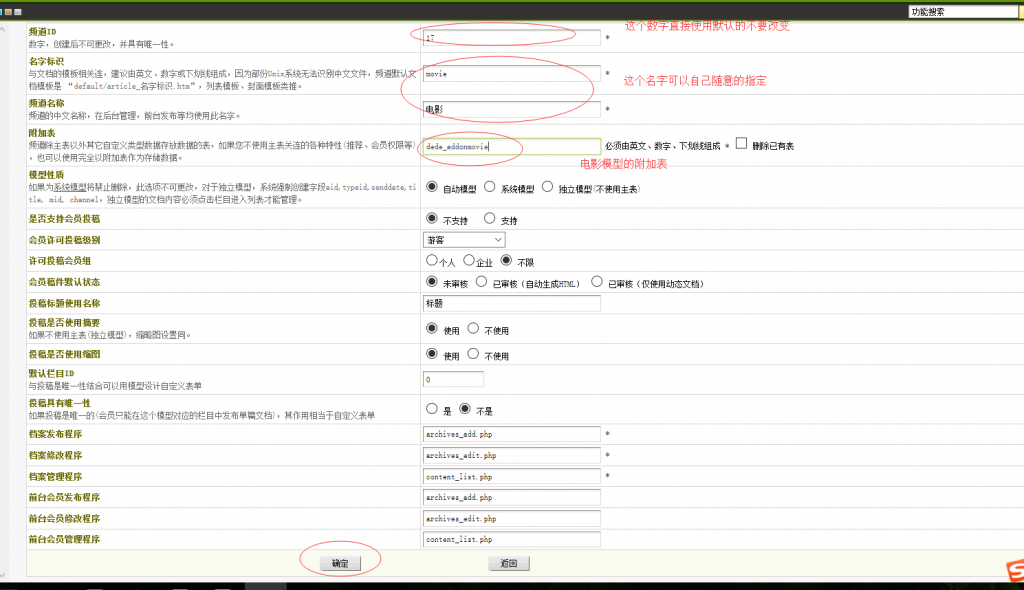 功能搜索
这个数字直接使用默认的不要改变
频道ID
数字，创建后不可更改，并具有唯一性。
17
*
名字标识
与文档的模板相关连，建议由英文、数字或下划线组成，因为部份Unix系统无法识别中文文件，频道默认文
档模板是 “default/article_名字标识.htm”，列表模板、封面模板类推。
movie
*
这个名字可以自己随意的指定
频道名称
频道的中文名称，在后台管理，前台发布等均使用此名字。
电影
*
附加表
频道除主表以外其它自定义类型数据存放数据的表，如果您不使用主表关连的各种特性(推荐、会员权限等)
，也可以使用完全以附加表作为存储数据。
dede_addonmovie
必须由英文、数字、下划线组成 * 删除已有表
电影模型的附加表
模型性质
如果为系统模型将禁止删除，此选项不可更改，对于独立模型，系统强制创建字段aid,typeid,senddate,ti
tle, mid, channel，独立模型的文档内容必须点击栏目进入列表才能管理。
自动模型 系统模型 独立模型(不使用主表)
是否支持会员投稿
不支持 支持
会员许可投稿级别
游客
许可投稿会员组
个人 企业 不限
会员稿件默认状态
未审核 已审核（自动生成HTML） 已审核（仅使用动态文档）
投稿标题使用名称
标题
投稿是否使用摘要
如果不使用主表(独立模型)，缩略图设置同。
使用 不使用
投稿是否使用缩图
使用 不使用
默认栏目ID
与投稿是唯一性结合可以用模型设计自定义表单
0
投稿具有唯一性
如果投稿是唯一的(会员只能在这个模型对应的栏目中发布单篇文档)，其作用相当于自定义表单
是 不是
档案发布程序
archives_add.php
*
档案修改程序
archives_edit.php
*
档案管理程序
content_list.php
*
前台会员发布程序
archives_add.php
前台会员修改程序
archives_edit.php
前台会员管理程序
content_list.php
确定 返回